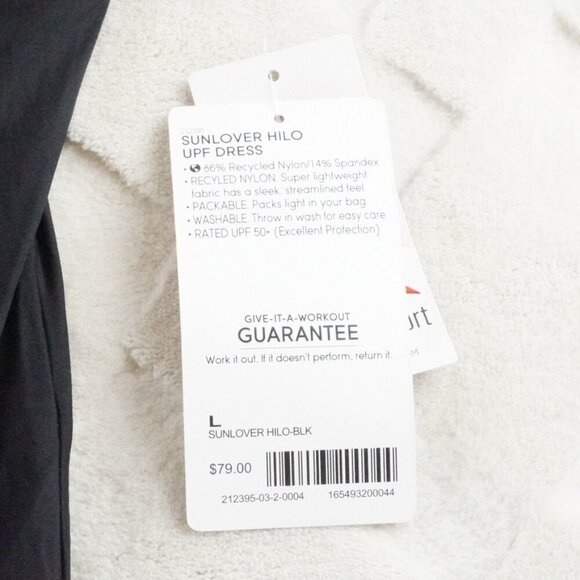 SUNLOVER HILO
UPF DRESS
• 86% Recycled Nylon/14% Spandex
• RECYLED NYLON. Super lightweight
fabric has a sleek, streamlined feel
• PACKABLE. Packs light in your bag
• WASHABLE. Throw in wash for easy care
• RATED UPF 50+ (Excellent Protection)
GIVE-IT-A-WORKOUT
GUARANTEE
Work it out. If it doesn't perform, return it.
L
SUNLOVER HILO-BLK
$79.00
212395-03-2-0004 165493200044